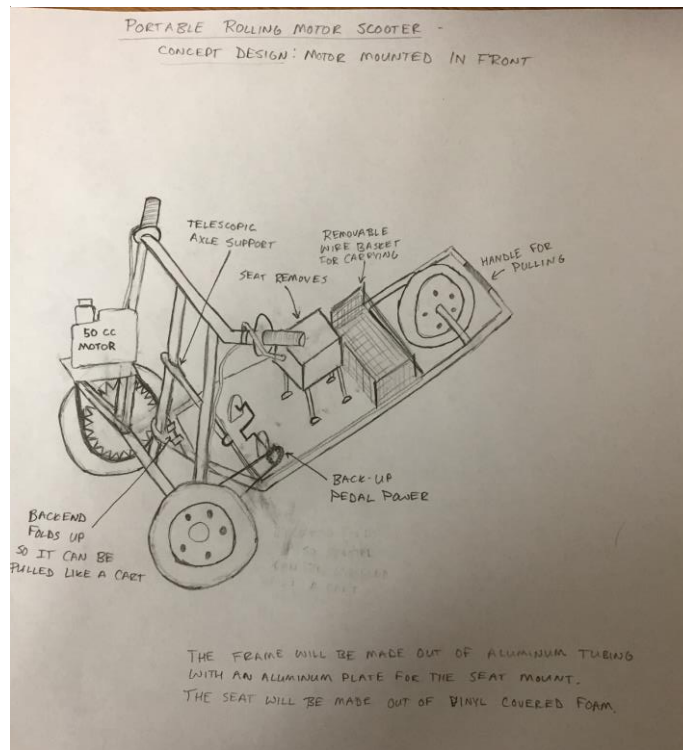 PORTABLE ROLLING MOTOR SCOOTER -
CONCEPT DESIGN: MOTOR MOUNTED IN FRONT
TELESCOPIC
AXLE SUPPORT
REMOVABLE
WIRE BASKET
FOR CARRYING
HANDLE FOR
PULLING
SEAT REMOVES
50 CC
MOTOR
BACK-UP
PEDAL POWER
BACKEND
FOLDS UP
SO IT CAN BE
PULLED LIKE A CART
THE FRAME WILL BE MADE OUT OF ALUMINUM TUBING
WITH AN ALUMINUM PLATE FOR THE SEAT MOUNT.
THE SEAT WILL BE MADE OUT OF VINYL COVERED FOAM.